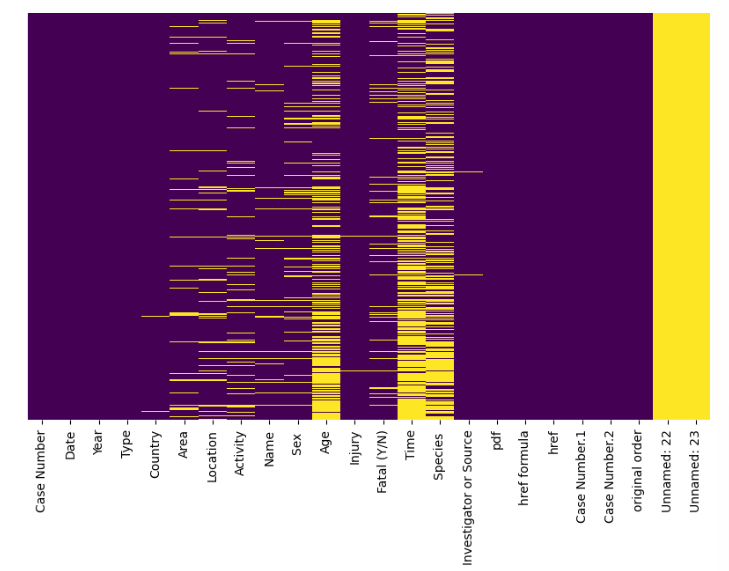 Case Number
Date
Year
Type
Country
Area
Location
Activity
Name
Sex
Age
Injury
Fatal (Y/N)
Time
Species
Investigator or Source
pdf
href formula
href
Case Number.1
Case Number.2
original order
Unnamed: 22
Unnamed: 23